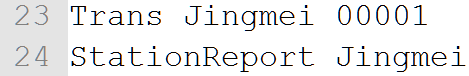 23 Trans Jingmei 00001
24 StationReport Jingmei